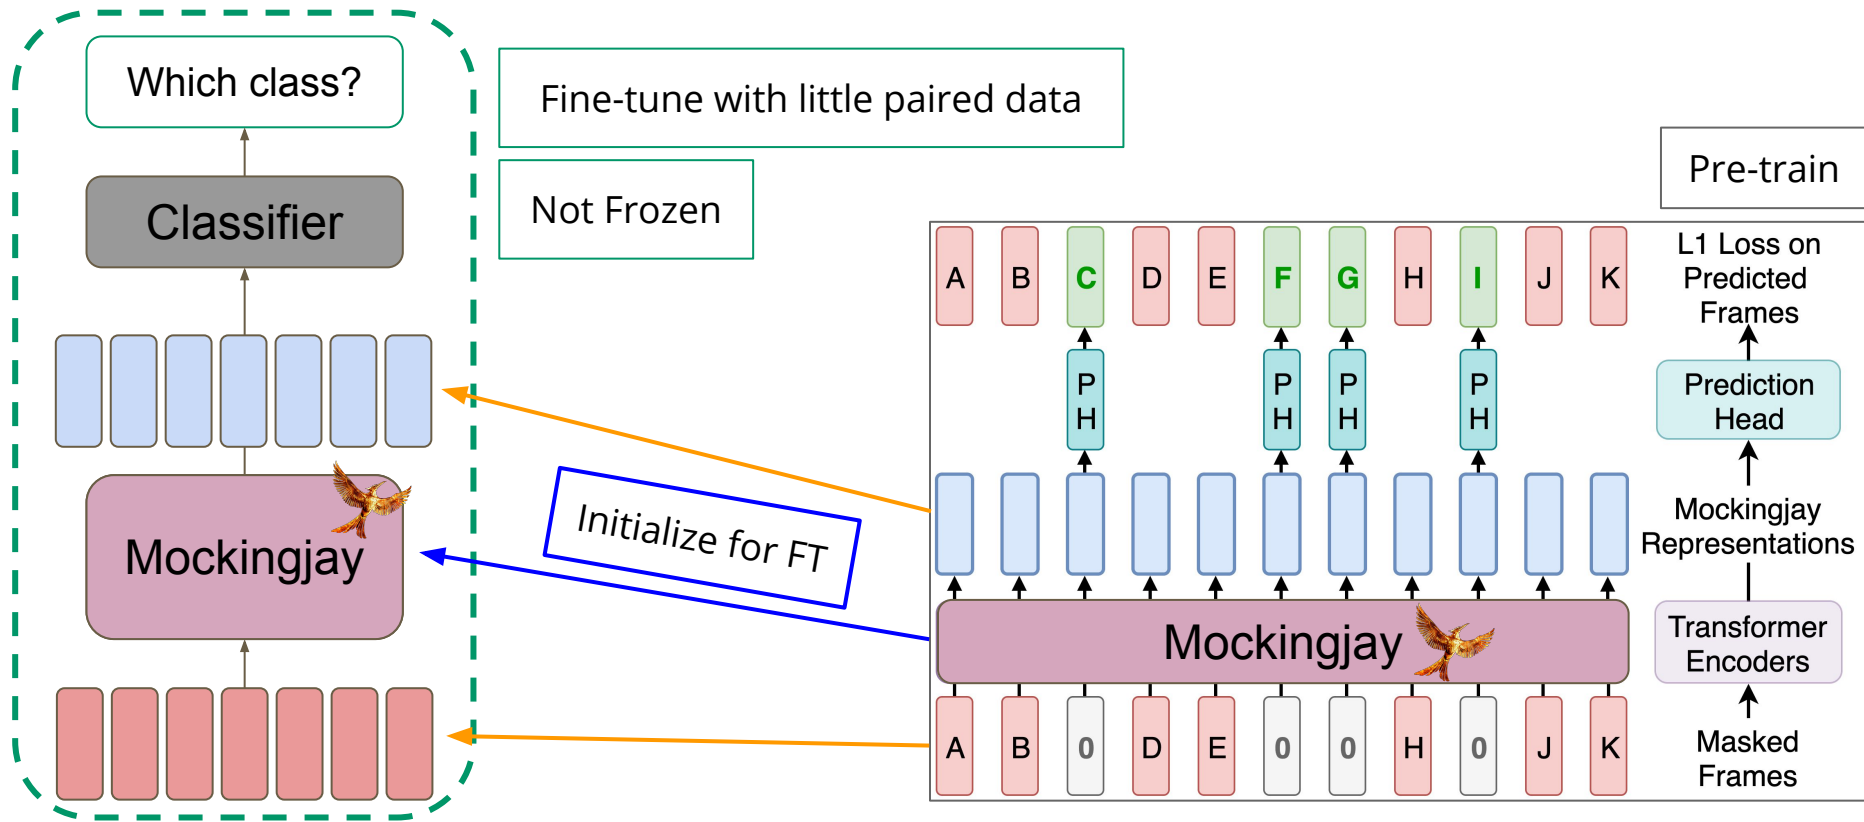 Which class?
Classifier
Mockingjay
Fine-tune with little paired data
Not Frozen
Initialize for FT
Pre-train
A B C D E F G H I J K
P P P P
H H H H
Mockingjay
A B 0 D E 0 0 H 0 J K
L1 Loss on
Predicted
Frames
Prediction
Head
Mockingjay
Representations
Transformer
Encoders
Masked
Frames